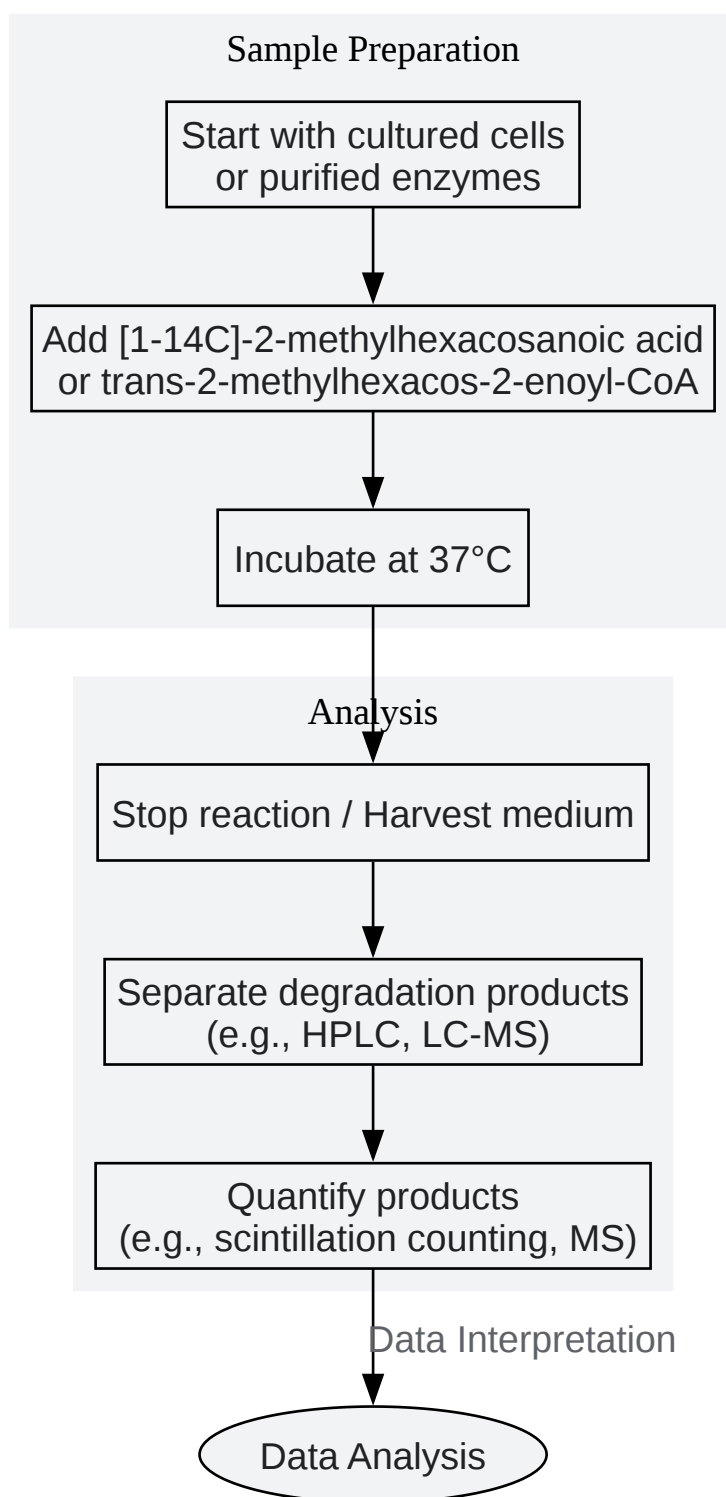 Sample Preparation
Start with cultured cells
or purified enzymes
Add [1-14C]-2-methylhexacosanoic acid
or trans-2-methylhexacos-2-enoyl-CoA
Incubate at 37°C
Analysis
Stop reaction / Harvest medium
Separate degradation products
(e.g., HPLC, LC-MS)
Quantify products
(e.g., scintillation counting, MS)
Data Interpretation
Data Analysis